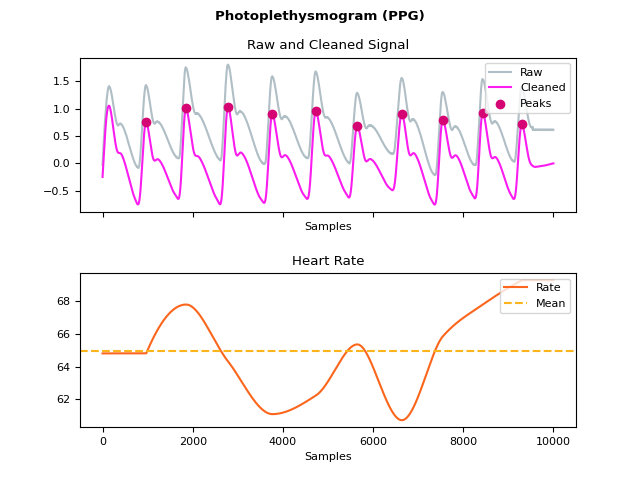 Photoplethysmogram (PPG)
Raw and Cleaned Signal
Raw
Cleaned
Peaks
1.5
1.0
0.5
0.0
−0.5
Samples
Heart Rate
Rate
Mean
68
66
64
62
0
2000
4000
6000
8000
10000
Samples